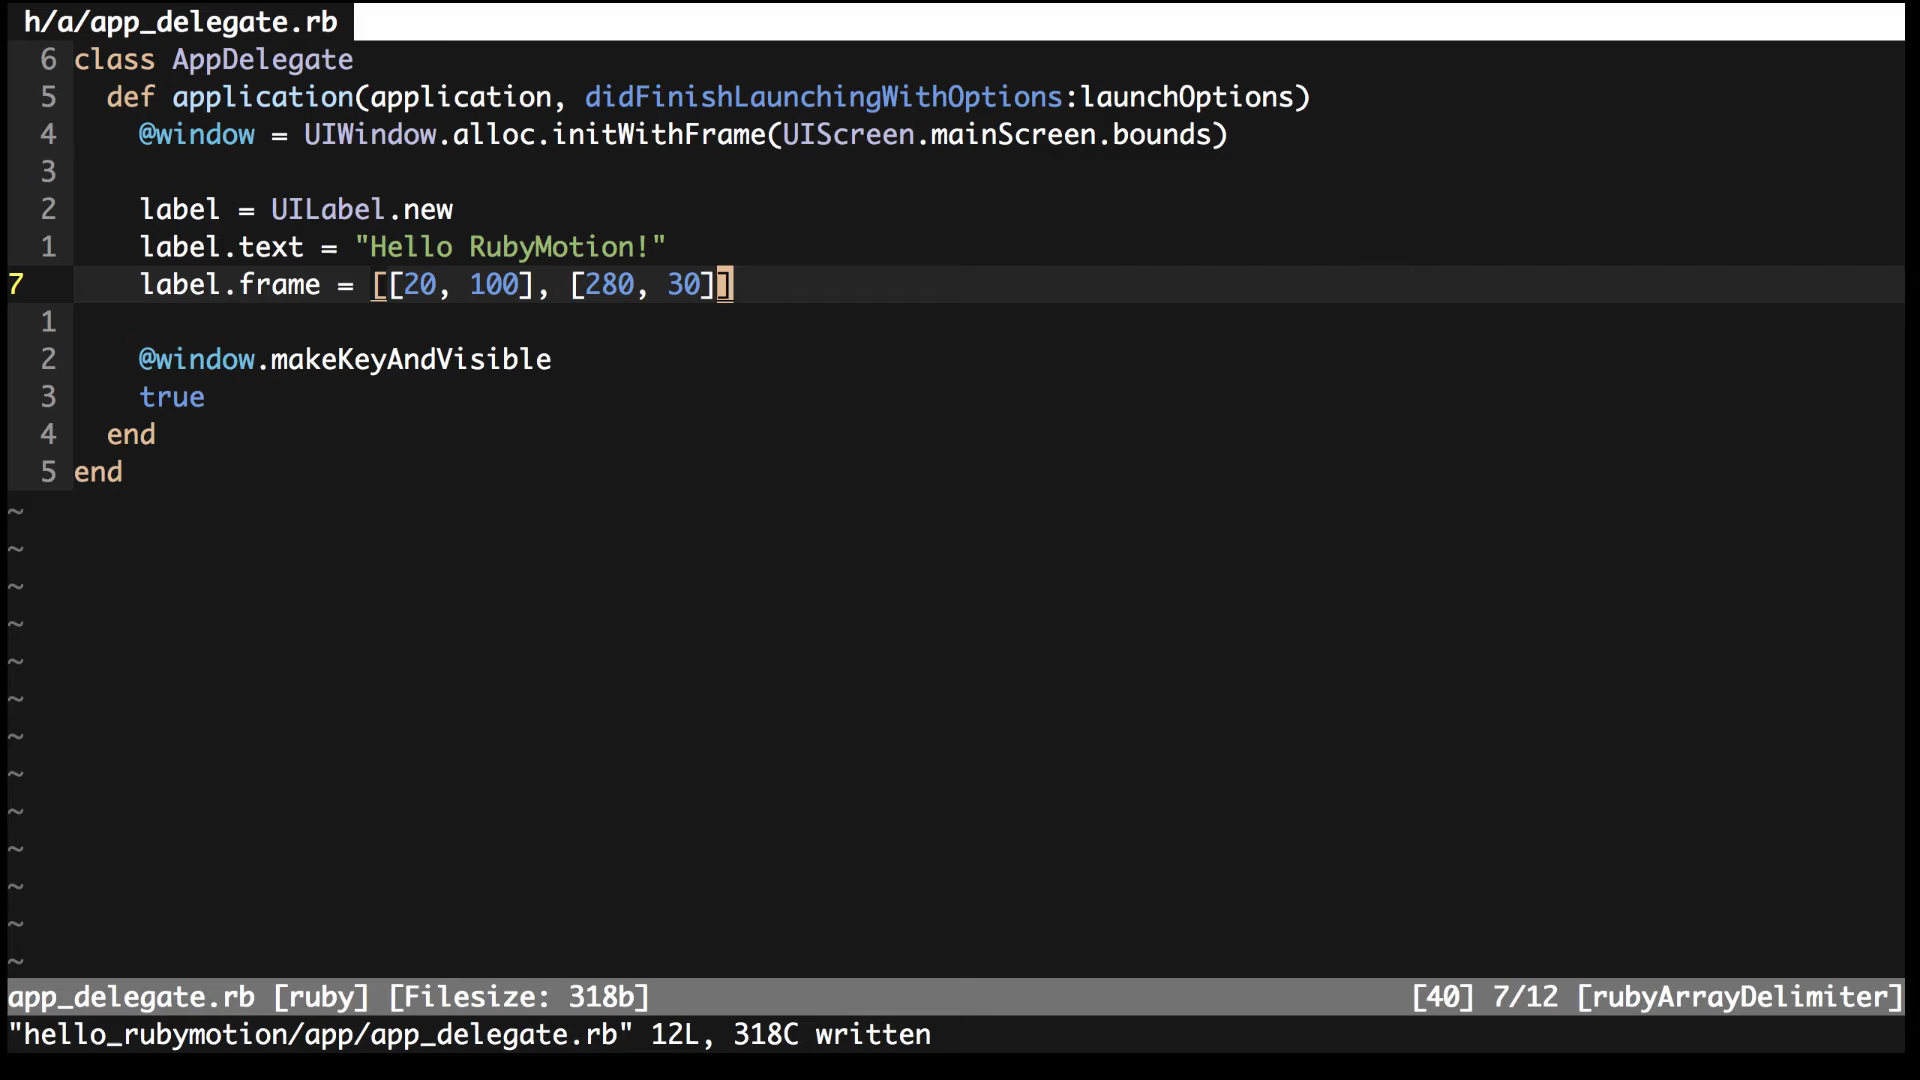 h/a/app_delegate.rb
6 class AppDelegate
5   def application(application, didFinishLaunchingWithOptions:launchOptions)
4     @window = UIWindow.alloc.initWithFrame(UIScreen.mainScreen.bounds)
3
2     label = UILabel.new
1     label.text = "Hello RubyMotion!"
7     label.frame = [[20, 100], [280, 30]]
1
2     @window.makeKeyAndVisible
3     true
4   end
5 end
~
~
~
~
~
~
~
~
~
~
~
~
~
app_delegate.rb [ruby] [Filesize: 318b] [40] 7/12 [rubyArrayDelimiter]
"hello_rubymotion/app/app_delegate.rb" 12L, 318C written